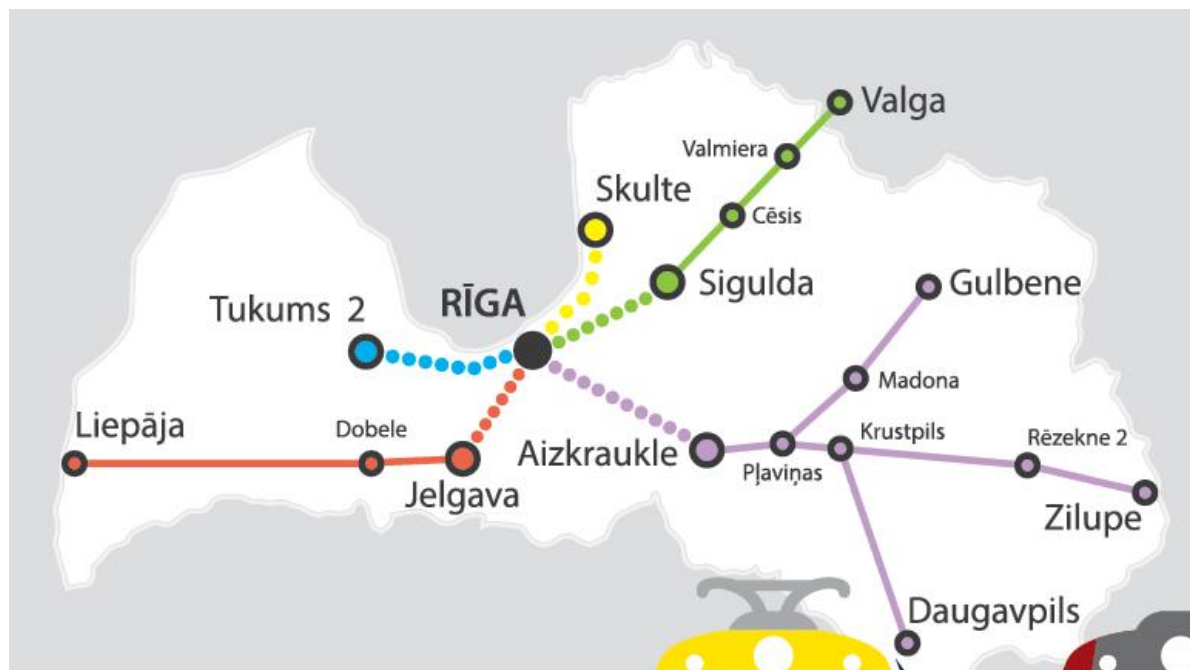 Valga
Valmiera
Skulte
Cēsis
Sigulda
Gulbene
RĪGA
Tukums 2
Madona
Liepāja
Dobele
Krustpils
Rēzekne 2
Aizkraukle
Pļaviņas
Jelgava
Zilupe
Daugavpils